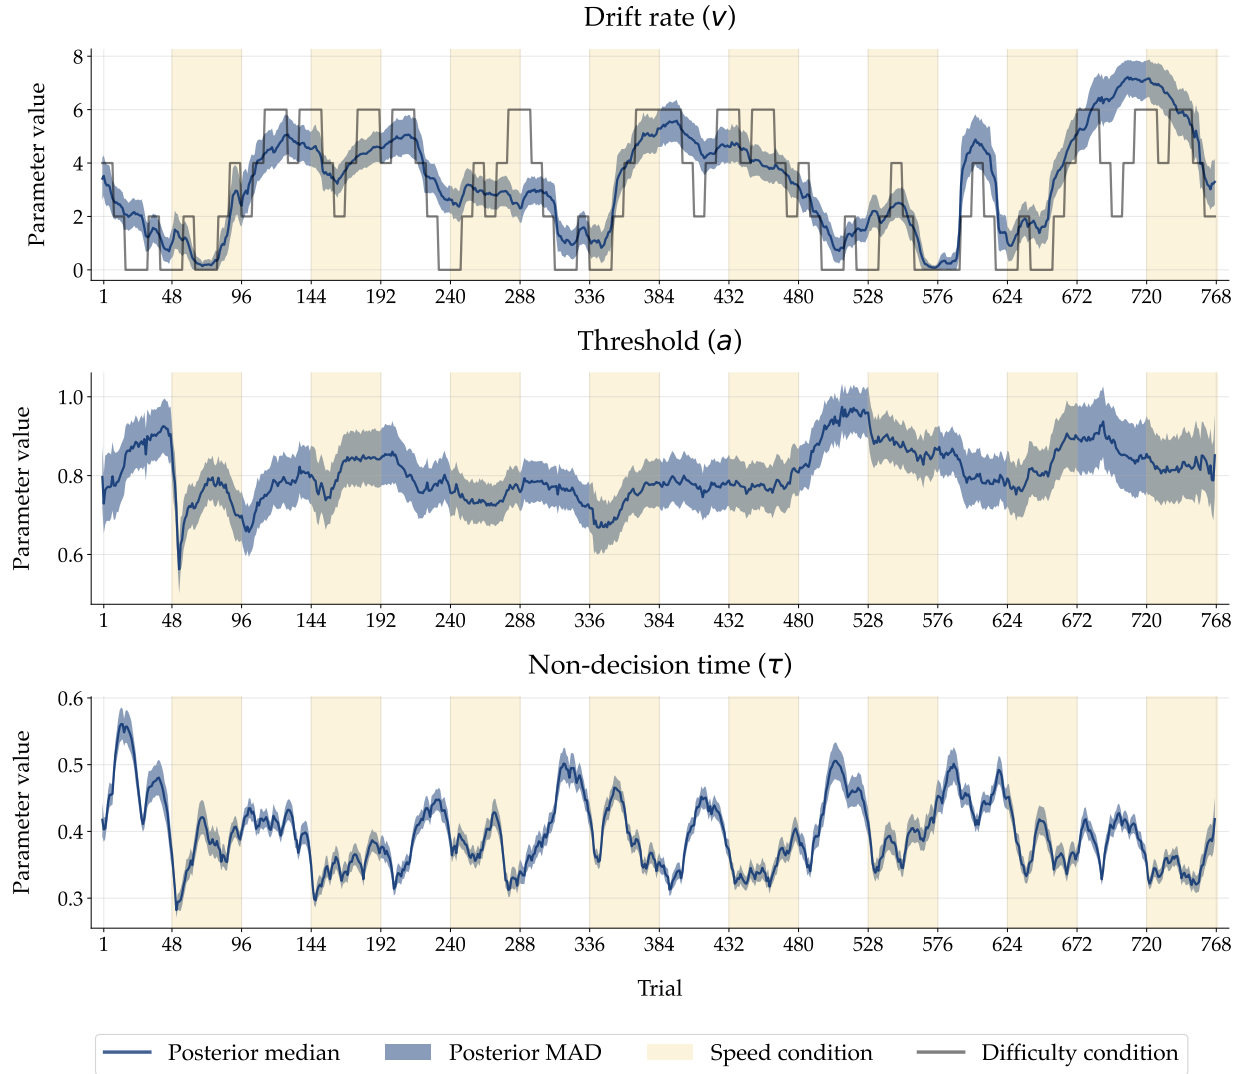 Drift rate (v)
Parameter value
8
6
4
2
0
1 48 96 144 192 240 288 336 384 432 480 528 576 624 672 720 768
Threshold (a)
Parameter value
1.0
0.8
0.6
1 48 96 144 192 240 288 336 384 432 480 528 576 624 672 720 768
Non-decision time (τ)
Parameter value
0.6
0.5
0.4
0.3
1 48 96 144 192 240 288 336 384 432 480 528 576 624 672 720 768
Trial
Posterior median Posterior MAD Speed condition Difficulty condition